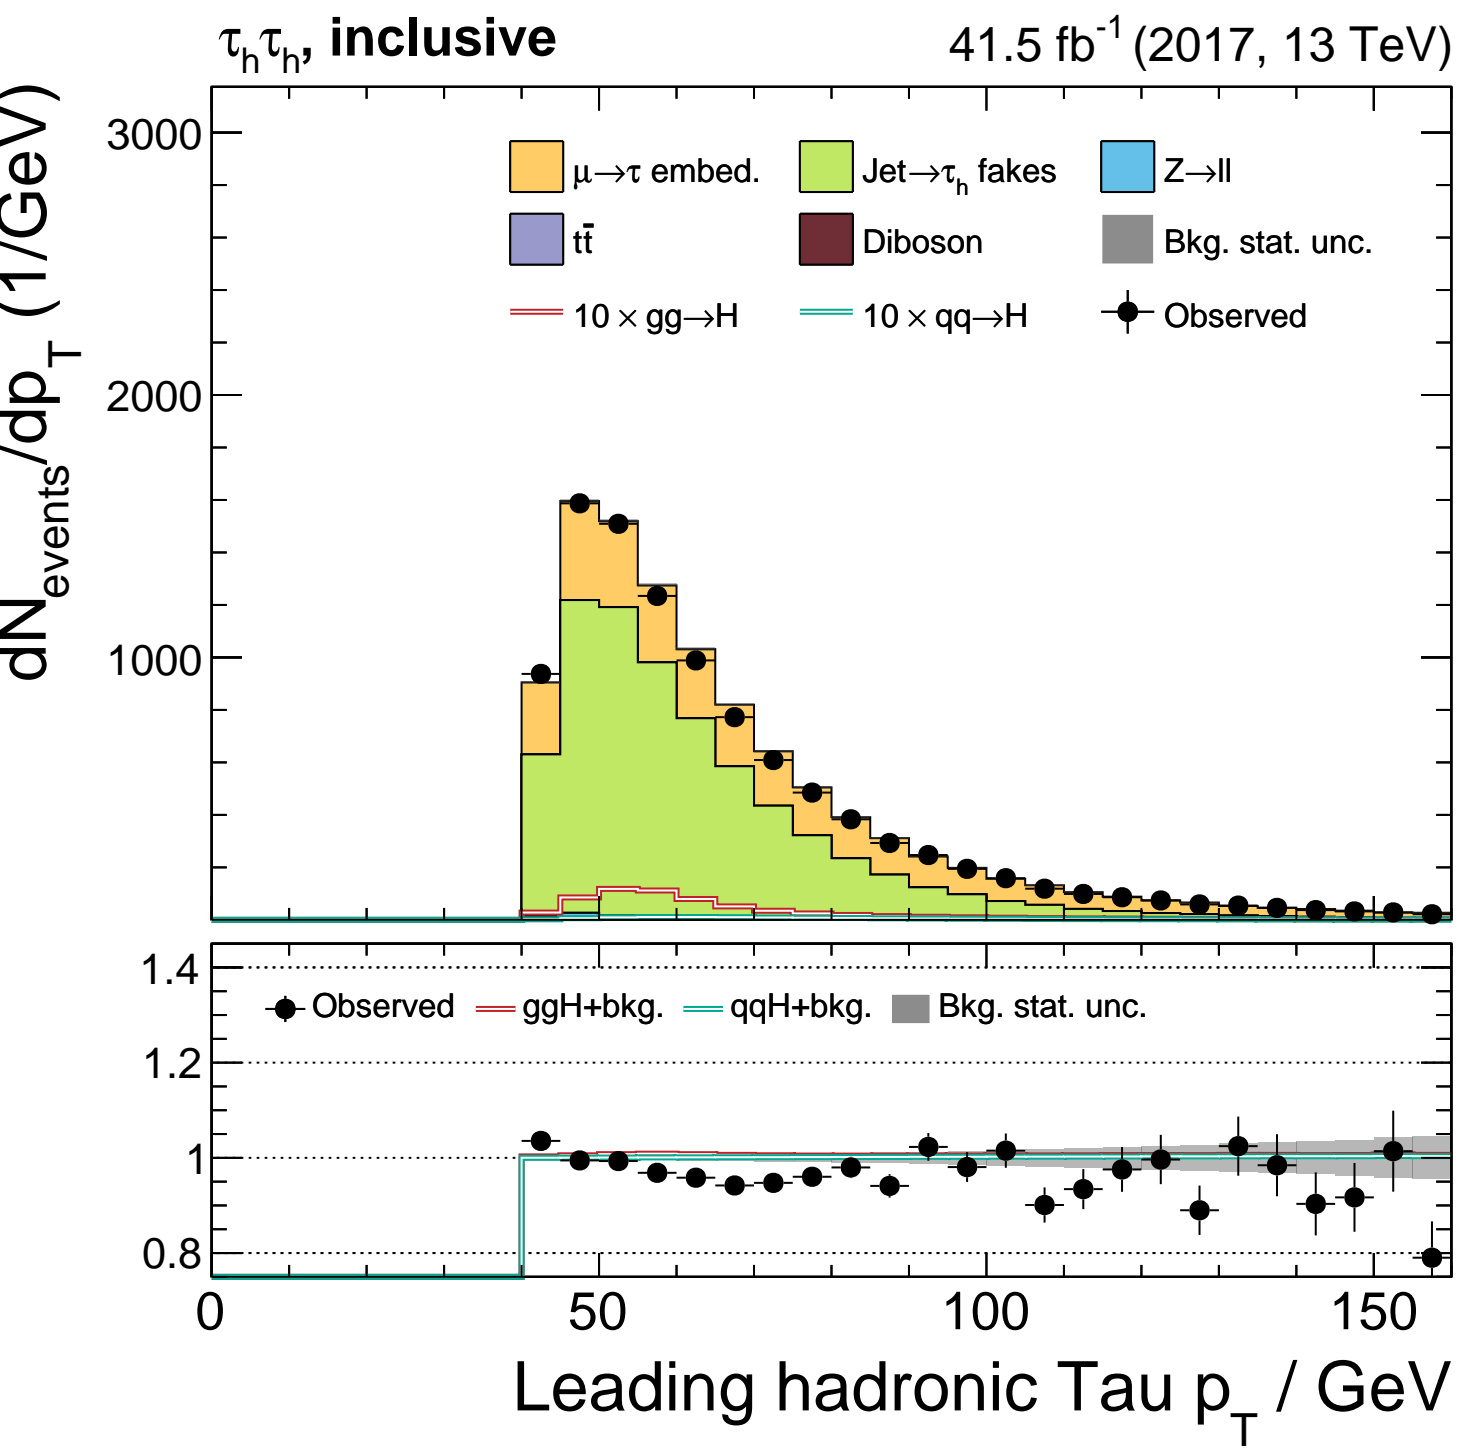 τhτh, inclusive 41.5 fb-1 (2017, 13 TeV)
dNevents/dpT (1/GeV)
3000
2000
1000
μ→τ embed. Jet→τh fakes Z→ll
tt̄ Diboson Bkg. stat. unc.
10 × gg→H 10 × qq→H Observed
1.4
1.2
1
0.8
Observed ggH+bkg. qqH+bkg. Bkg. stat. unc.
0 50 100 150
Leading hadronic Tau pT / GeV